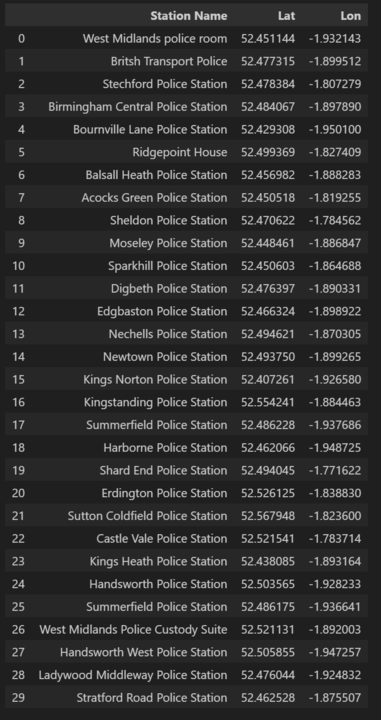 Station Name Lat Lon
0 West Midlands police room 52.451144 -1.932143
1 Britsh Transport Police 52.477315 -1.899512
2 Stechford Police Station 52.478384 -1.807279
3 Birmingham Central Police Station 52.484067 -1.897890
4 Bournville Lane Police Station 52.429308 -1.950100
5 Ridgepoint House 52.499369 -1.827409
6 Balsall Heath Police Station 52.456982 -1.888283
7 Acocks Green Police Station 52.450518 -1.819255
8 Sheldon Police Station 52.470622 -1.784562
9 Moseley Police Station 52.448461 -1.886847
10 Sparkhill Police Station 52.450603 -1.864688
11 Digbeth Police Station 52.476397 -1.890331
12 Edgbaston Police Station 52.466324 -1.898922
13 Nechells Police Station 52.494621 -1.870305
14 Newtown Police Station 52.493750 -1.899265
15 Kings Norton Police Station 52.407261 -1.926580
16 Kingstanding Police Station 52.554241 -1.884463
17 Summerfield Police Station 52.486228 -1.937686
18 Harborne Police Station 52.462066 -1.948725
19 Shard End Police Station 52.494045 -1.771622
20 Erdington Police Station 52.526125 -1.838830
21 Sutton Coldfield Police Station 52.567948 -1.823600
22 Castle Vale Police Station 52.521541 -1.783714
23 Kings Heath Police Station 52.438085 -1.893164
24 Handsworth Police Station 52.503565 -1.928233
25 Summerfield Police Station 52.486175 -1.936641
26 West Midlands Police Custody Suite 52.521131 -1.892003
27 Handsworth West Police Station 52.505855 -1.947257
28 Ladywood Middleway Police Station 52.476044 -1.924832
29 Stratford Road Police Station 52.462528 -1.875507